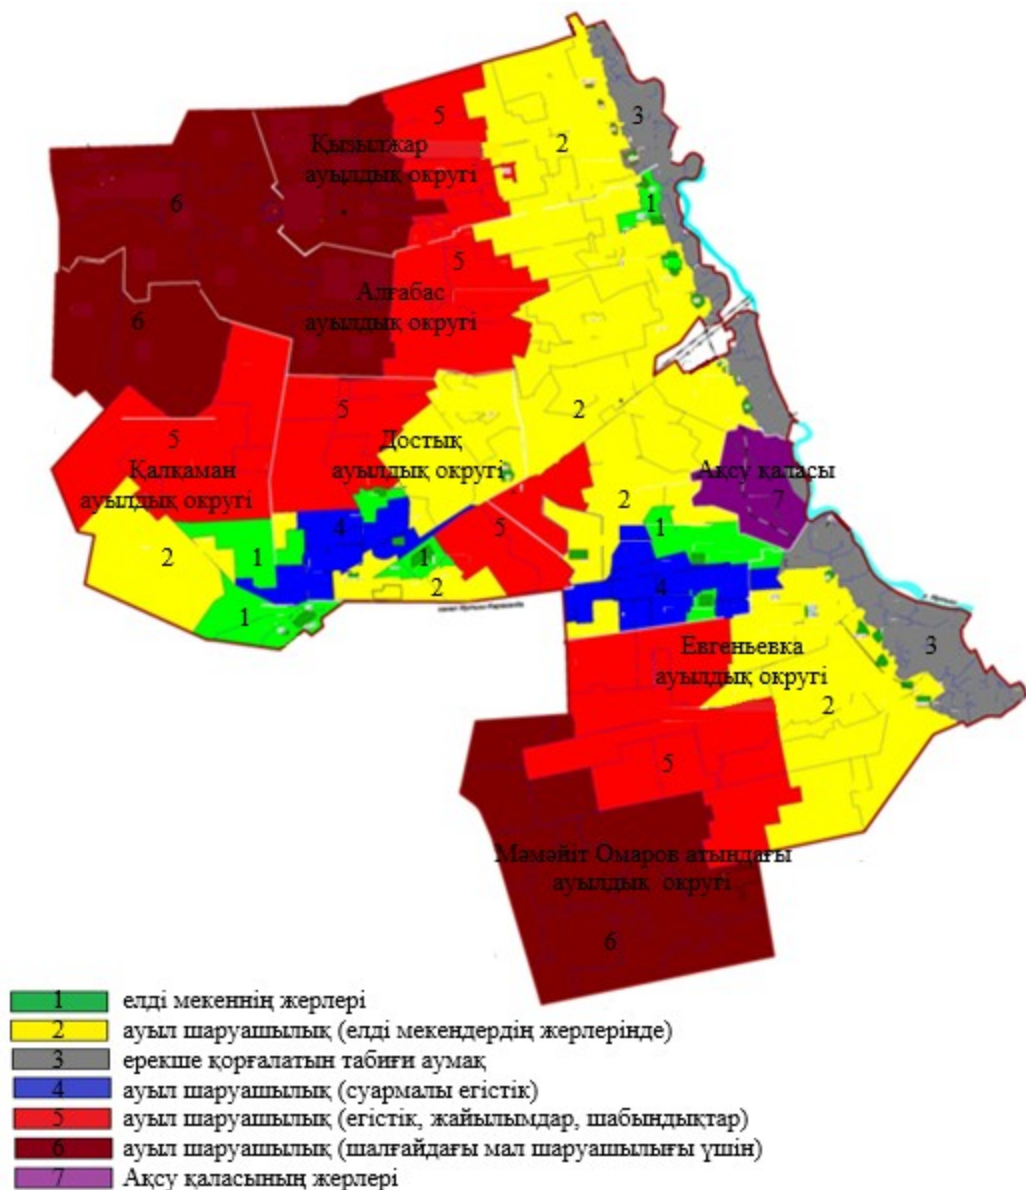 3
5
2
Қызылжар
ауылдық округі
6
1
5
Алғабас
ауылдық округі
6
5
2
5
Достық
ауылдық округі
Қалқаман
ауылдық округі
Ақсу қаласы
7
2
4
5
1
2
1
1
2
4
1
канал Иртыш-Караганда
р. Иртыш
Евгеньевка
ауылдық округі
3
2
5
Мәмәйіт Омаров атындағы
ауылдық округі
6
1 елді мекеннің жерлері
2 ауыл шаруашылық (елді мекендердің жерлерінде)
3 ерекше қорғалатын табиғи аумақ
4 ауыл шаруашылық (суармалы егістік)
5 ауыл шаруашылық (егістік, жайылымдар, шабындықтар)
6 ауыл шаруашылық (шалғайдағы мал шаруашылығы үшін)
7 Ақсу қаласының жерлері